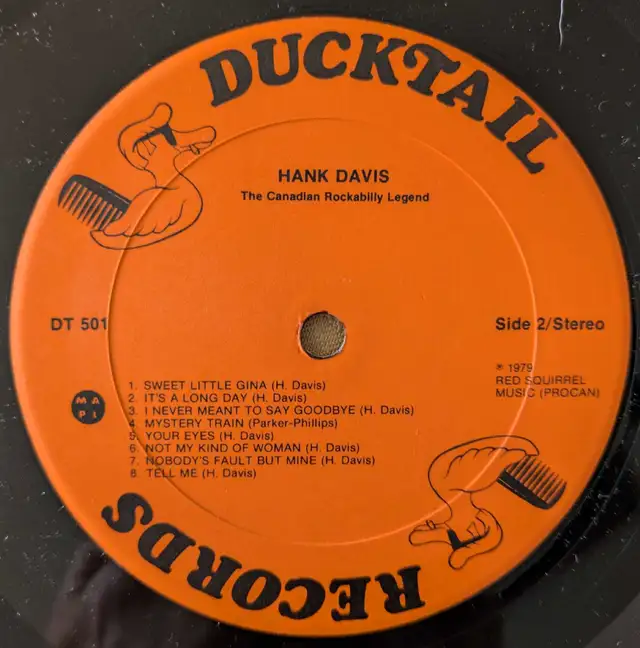 DUCKTAIL
HANK DAVIS
The Canadian Rockabilly Legend
DT 501
Side 2/Stereo
℗ 1979
RED SQUIRREL
MUSIC (PROCAN)
MAPL
1. SWEET LITTLE GINA (H. Davis)
2. IT'S A LONG DAY (H. Davis)
3. I NEVER MEANT TO SAY GOODBYE (H. Davis)
4. MYSTERY TRAIN (Parker-Phillips)
5. YOUR EYES (H. Davis)
6. NOT MY KIND OF WOMAN (H. Davis)
7. NOBODY'S FAULT BUT MINE (H. Davis)
8. TELL ME (H. Davis)
RECORDS